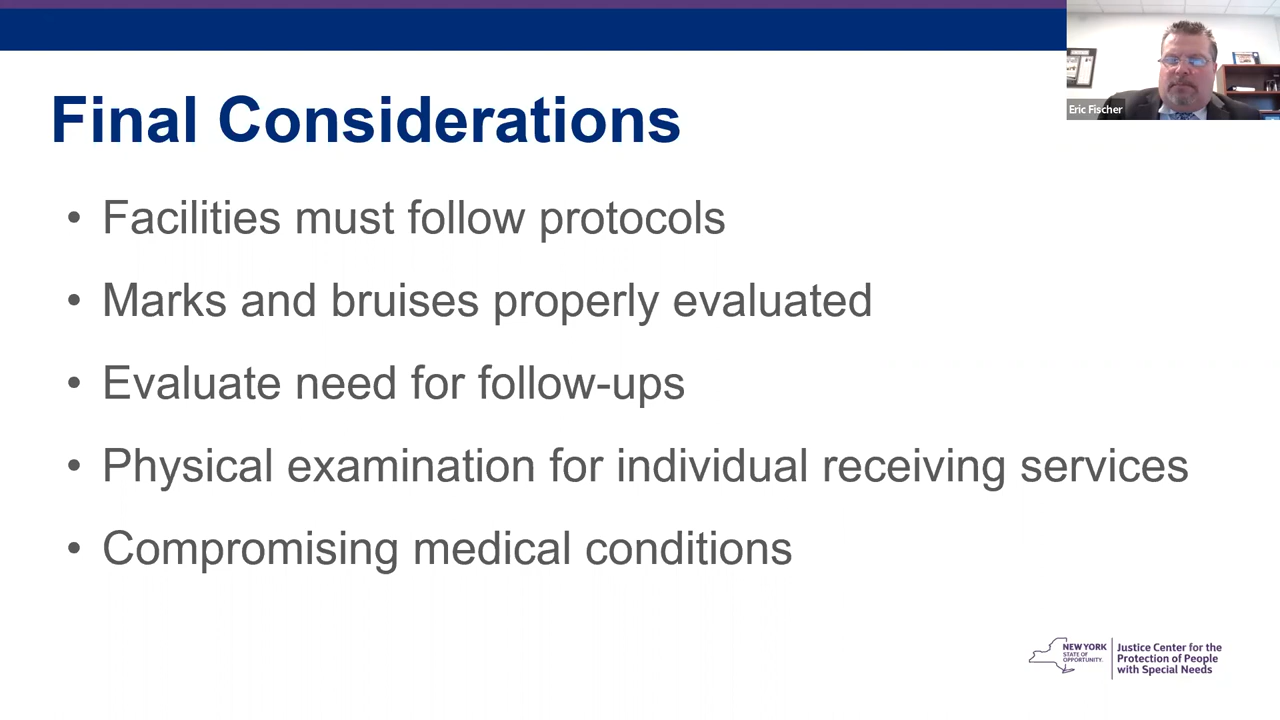 Eric Fischer
Final Considerations
• Facilities must follow protocols
• Marks and bruises properly evaluated
• Evaluate need for follow-ups
• Physical examination for individual receiving services
• Compromising medical conditions
NEW YORK
STATE OF
OPPORTUNITY.
Justice Center for the
Protection of People
with Special Needs